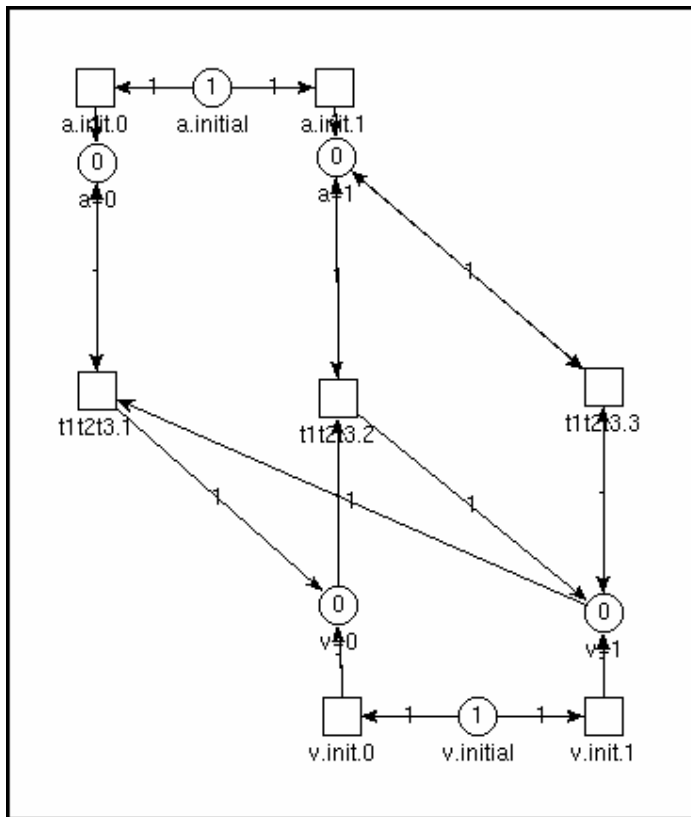 1 1 1
a.init.0 a.initial a.init.1
0 0
a=0 a=1
1 1 1
t1t2t3.1 t1t2t3.2 t1t2t3.3
1 1 1
0 0
v=0 v=1
1 1 1
v.init.0 v.initial v.init.1